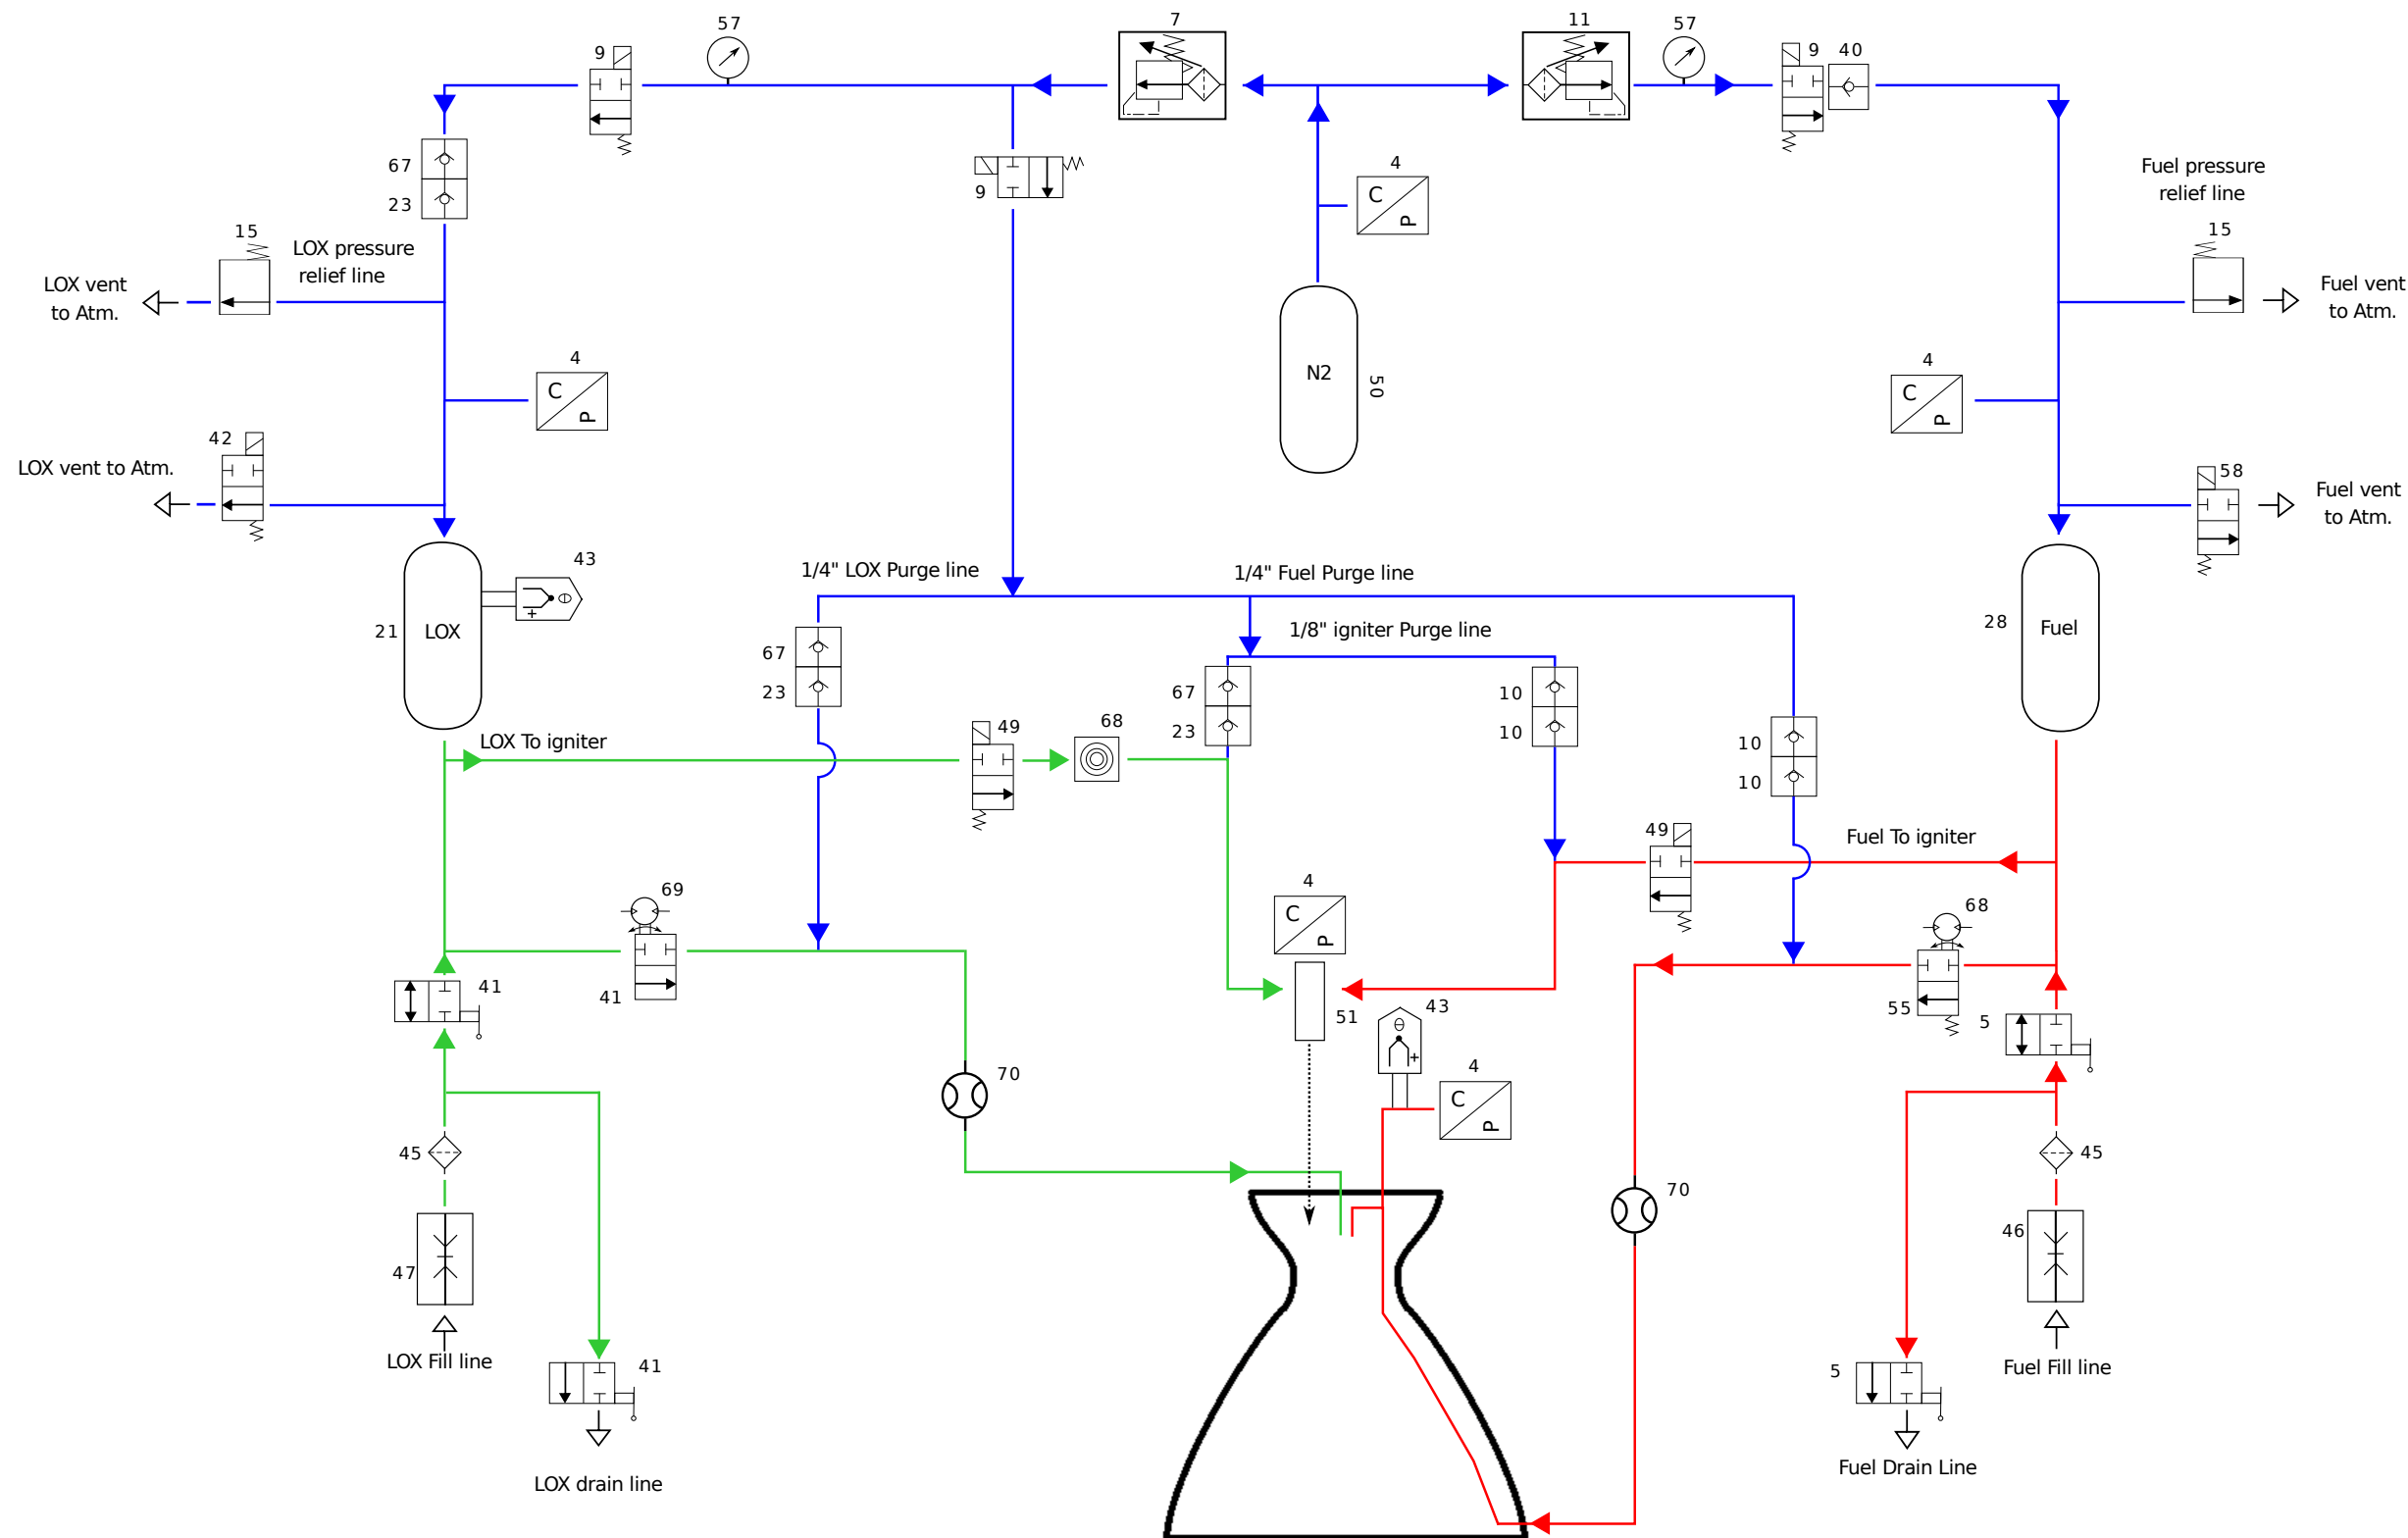 7
11
57
57
9
9
40
4
C
P
67
23
9
Fuel pressure
relief line
15
LOX pressure
relief line
15
LOX vent
to Atm.
Fuel vent
to Atm.
4
C
P
N2
50
4
C
P
42
LOX vent to Atm.
58
Fuel vent
to Atm.
43
θ
+
21
LOX
1/4" LOX Purge line
1/4" Fuel Purge line
1/8" igniter Purge line
28
Fuel
67
23
67
23
10
10
10
10
LOX To igniter
49
68
49
Fuel To igniter
69
41
4
C
P
68
55
41
51
43
θ
+
4
C
P
5
70
70
45
45
47
46
LOX Fill line
41
5
Fuel Fill line
LOX drain line
Fuel Drain Line